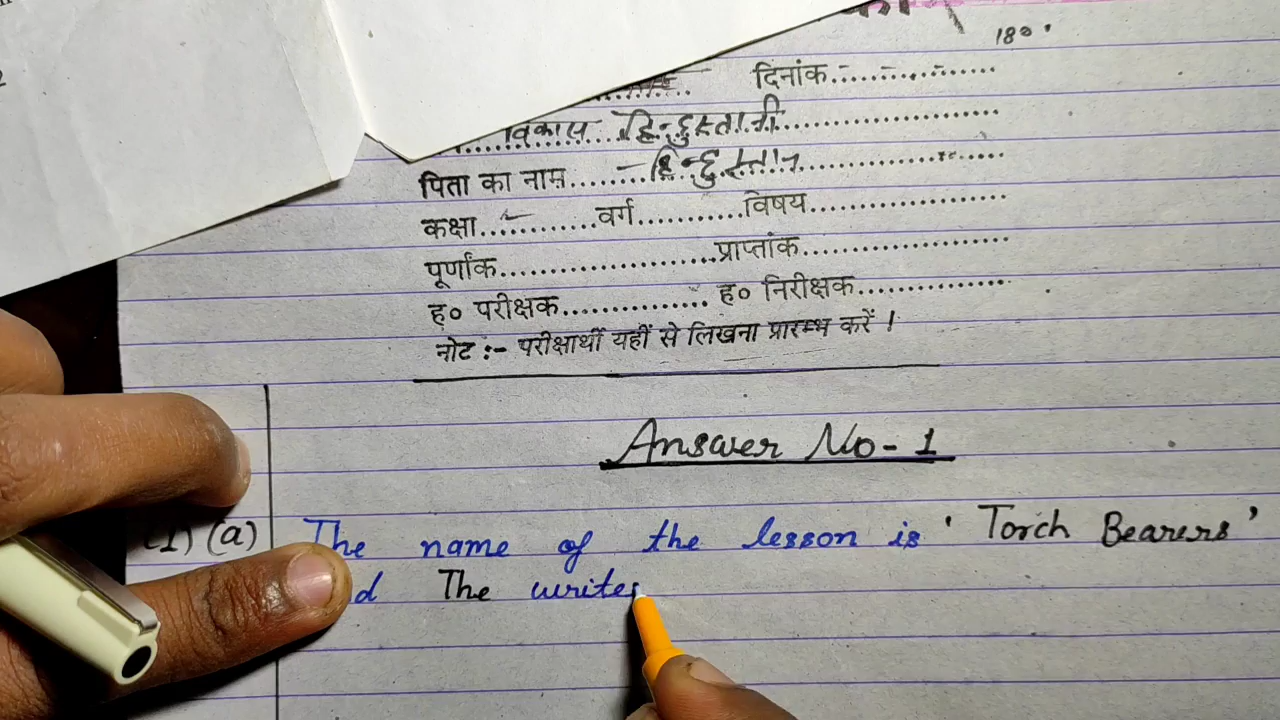 180.
दिनांक..................
विकास हिन्दुस्तानी..................
पिता का नाम........हिन्दुस्तान..................
कक्षा............वर्ग............विषय..................
पूर्णांक......................प्राप्तांक..................
ह० परीक्षक............... ह० निरीक्षक...............
नोट :- परीक्षार्थी यहीं से लिखना प्रारम्भ करें !
Answer No - 1
(1) (a) The name of the lesson is ' Torch Bearers '
The writer